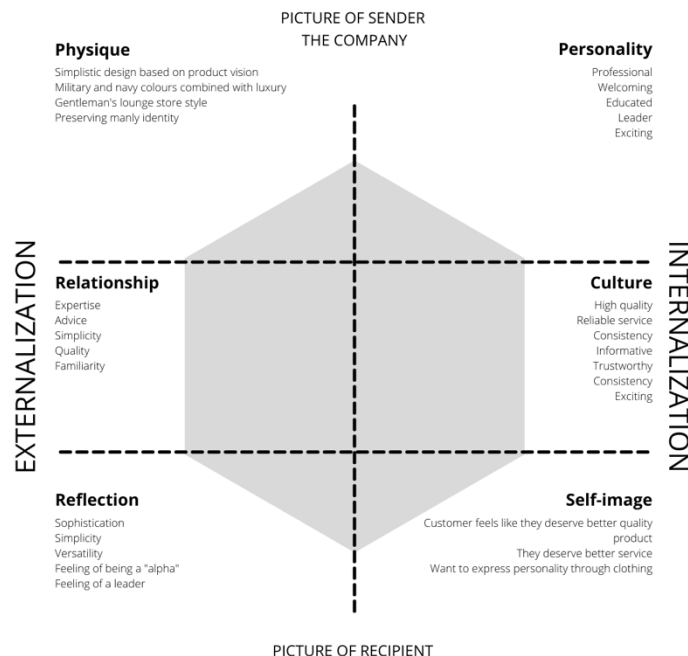 PICTURE OF SENDER
THE COMPANY
Physique
Simplistic design based on product vision
Military and navy colours combined with luxury
Gentleman's lounge store style
Preserving manly identity
Personality
Professional
Welcoming
Educated
Leader
Exciting
EXTERNALIZATION
Relationship
Expertise
Advice
Simplicity
Quality
Familiarity
Culture
High quality
Reliable service
Consistency
Informative
Trustworthy
Consistency
Exciting
INTERNALIZATION
Reflection
Sophistication
Simplicity
Versatility
Feeling of being a "alpha"
Feeling of a leader
Self-image
Customer feels like they deserve better quality
product
They deserve better service
Want to express personality through clothing
PICTURE OF RECIPIENT